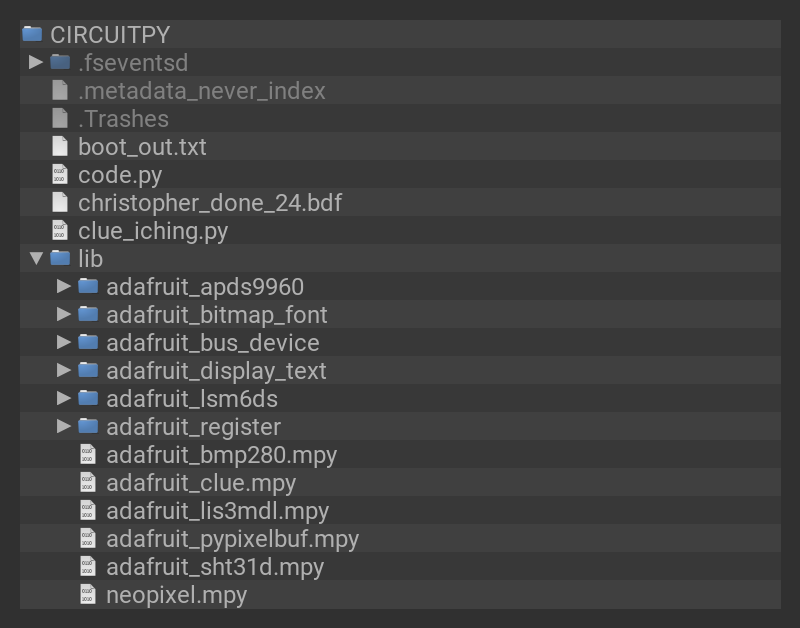 CIRCUITPY
.fseventsd
.metadata_never_index
.Trashes
boot_out.txt
code.py
christopher_done_24.bdf
clue_iching.py
lib
adafruit_apds9960
adafruit_bitmap_font
adafruit_bus_device
adafruit_display_text
adafruit_lsm6ds
adafruit_register
adafruit_bmp280.mpy
adafruit_clue.mpy
adafruit_lis3mdl.mpy
adafruit_pypixelbuf.mpy
adafruit_sht31d.mpy
neopixel.mpy